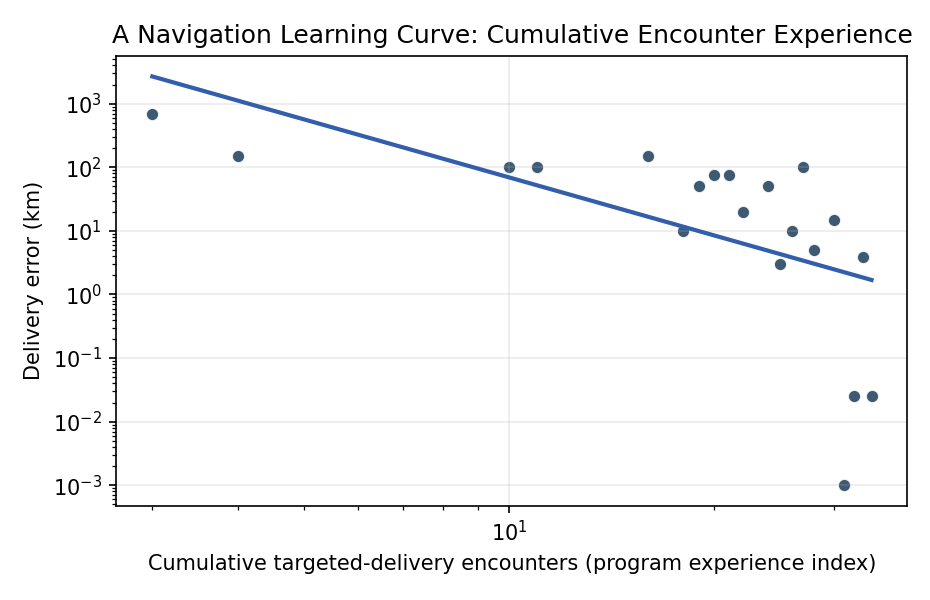 A Navigation Learning Curve: Cumulative Encounter Experience
Delivery error (km)
10³
10²
10¹
10⁰
10⁻¹
10⁻²
10⁻³
10¹
Cumulative targeted-delivery encounters (program experience index)